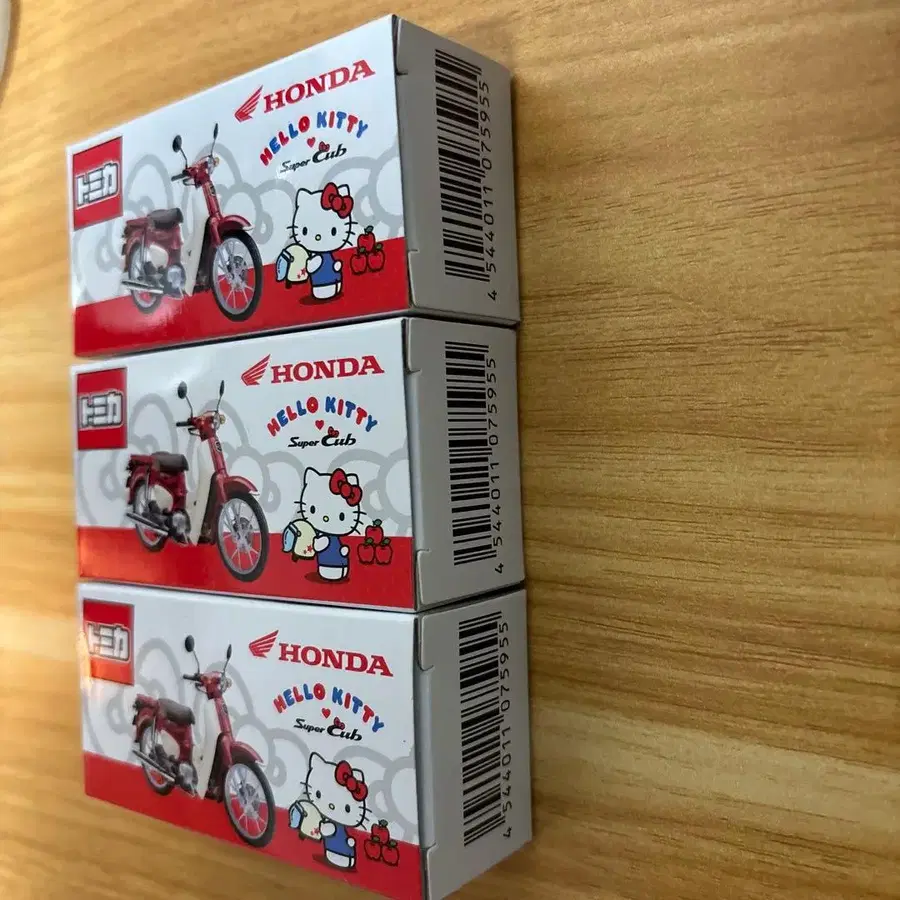 トミカ
HONDA
HELLO KITTY
Super Cub
4 544011 075955
トミカ
HONDA
HELLO KITTY
Super Cub
4 544011 075955
トミカ
HONDA
HELLO KITTY
Super Cub
4 544011 075955